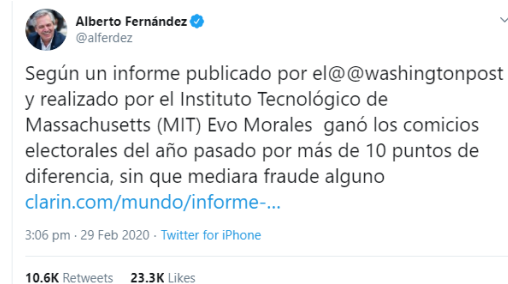 Alberto Fernández
@alferdez
Según un informe publicado por el@@washingtonpost
y realizado por el Instituto Tecnológico de
Massachusetts (MIT) Evo Morales ganó los comicios
electorales del año pasado por más de 10 puntos de
diferencia, sin que mediara fraude alguno
clarin.com/mundo/informe-...
3:06 pm · 29 Feb 2020 · Twitter for iPhone
10.6K Retweets 23.3K Likes